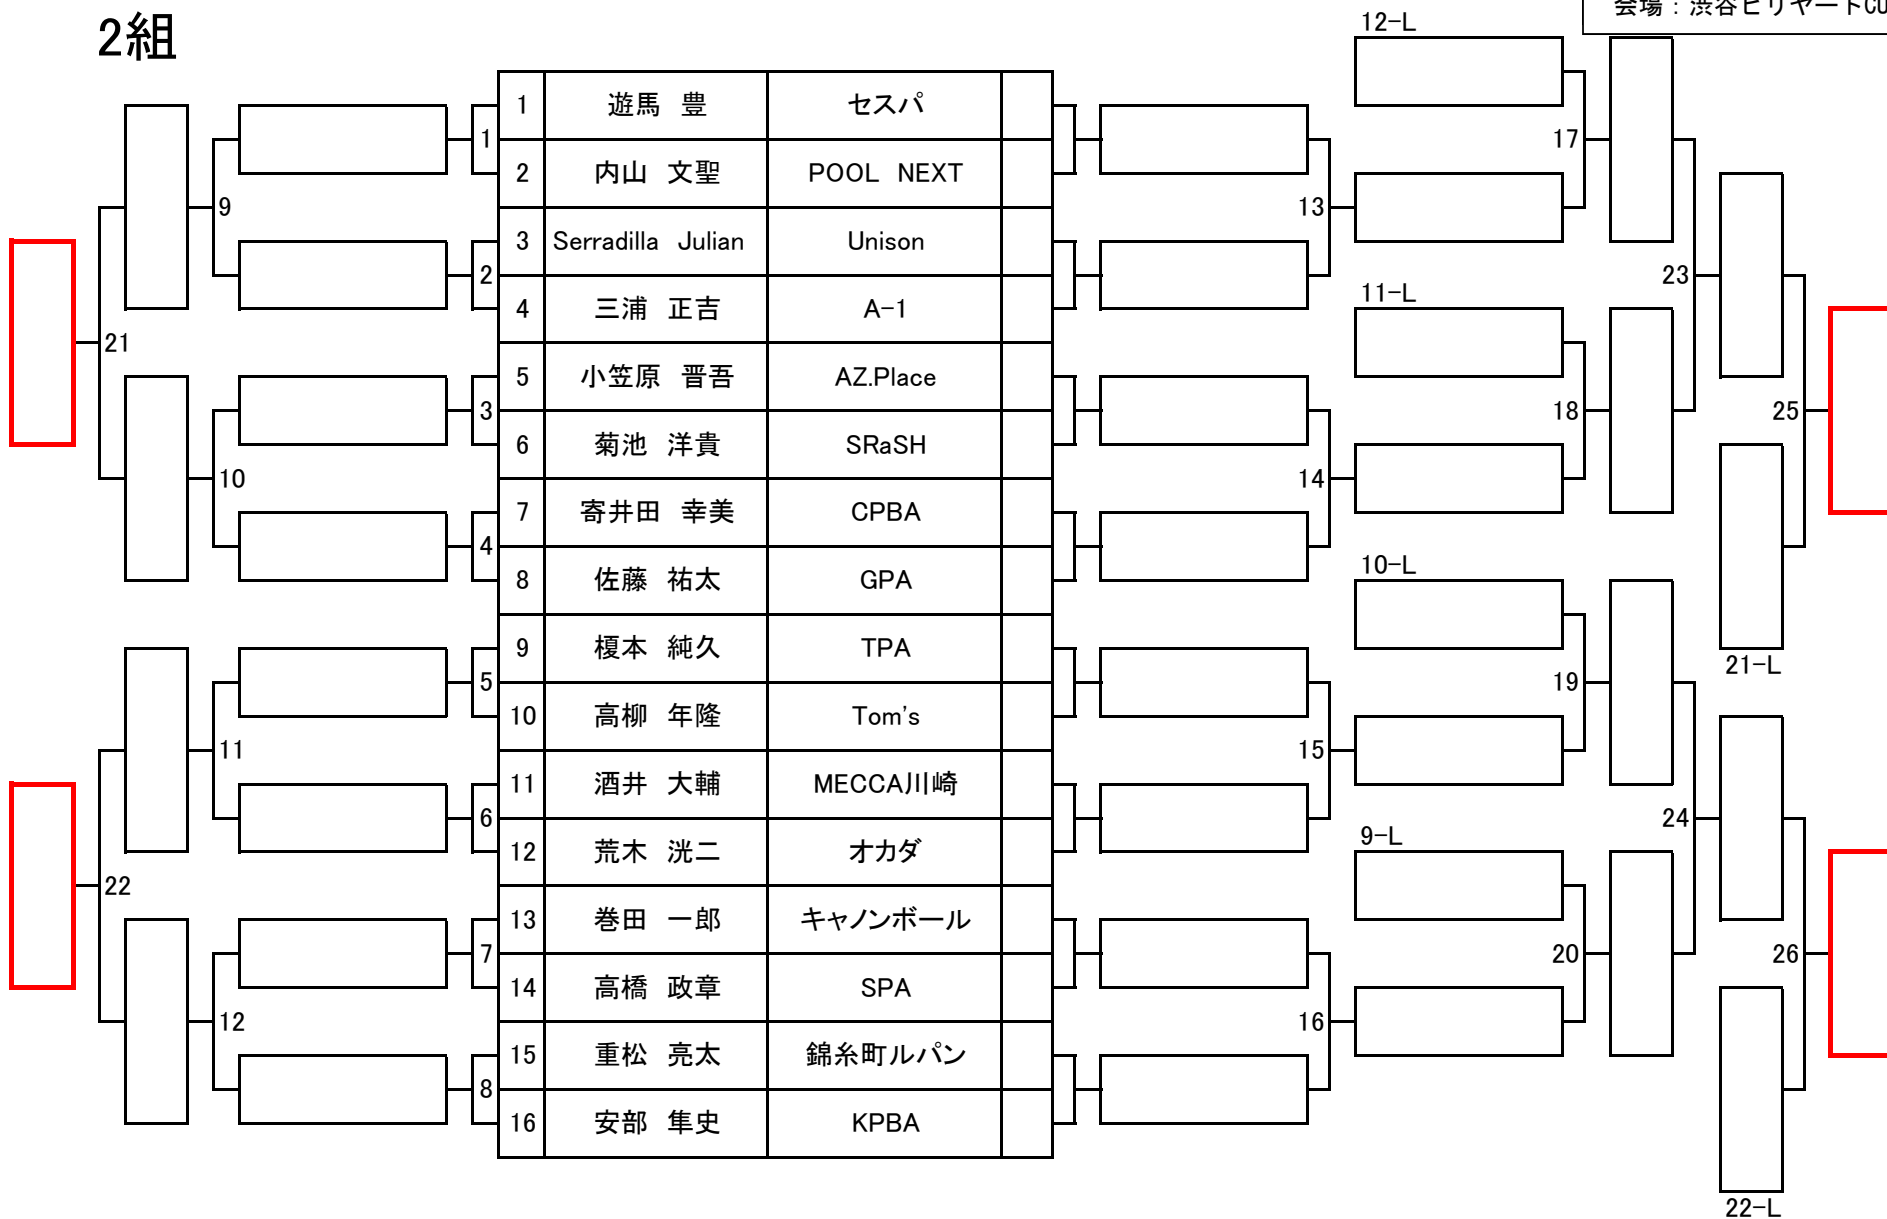 会場：渋谷ビリヤードCU
2組
12-L
1 遊馬 豊 セスパ
1
17
2 内山 文聖 POOL NEXT
9
13
3 Serradilla Julian Unison
2
23
4 三浦 正吉 A-1
11-L
21
5 小笠原 晋吾 AZ.Place
3
18
25
6 菊池 洋貴 SRaSH
10
14
7 寄井田 幸美 CPBA
4
10-L
8 佐藤 祐太 GPA
9 榎本 純久 TPA
21-L
5
19
10 高柳 年隆 Tom's
11
15
11 酒井 大輔 MECCA川崎
6
24
9-L
12 荒木 洸二 オカダ
22
13 巻田 一郎 キャノンボール
7
20
26
14 高橋 政章 SPA
12
16
15 重松 亮太 錦糸町ルパン
8
16 安部 隼史 KPBA
22-L